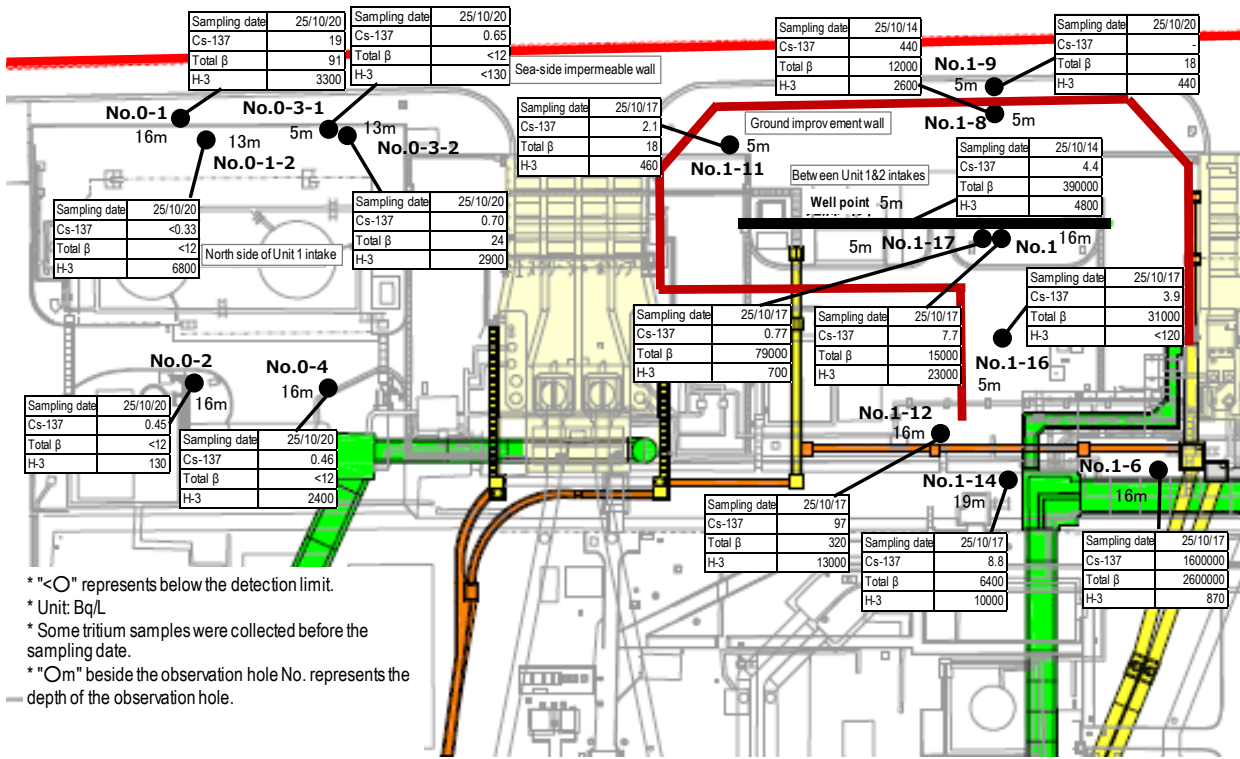 Sampling date 25/10/20
Cs-137 19
Total β 91
H-3 3300
Sampling date 25/10/20
Cs-137 0.65
Total β <12
H-3 <130
Sea-side impermeable wall
Sampling date 25/10/14
Cs-137 440
Total β 12000
H-3 2600
Sampling date 25/10/20
Cs-137 -
Total β 18
H-3 440
No.1-9
5m
No.1-8
5m
No.0-1
16m
No.0-1-2
13m
No.0-3-1
5m
No.0-3-2
13m
Sampling date 25/10/17
Cs-137 2.1
Total β 18
H-3 460
Ground improvement wall
No.1-11
5m
Between Unit 1&2 intakes
Sampling date 25/10/14
Cs-137 4.4
Total β 390000
H-3 4800
Well point 5m
Sampling date 25/10/20
Cs-137 <0.33
Total β <12
H-3 6800
North side of Unit 1 intake
Sampling date 25/10/20
Cs-137 0.70
Total β 24
H-3 2900
5m
No.1-17
No.1
16m
Sampling date 25/10/17
Cs-137 3.9
Total β 31000
H-3 <120
Sampling date 25/10/17
Cs-137 0.77
Total β 79000
H-3 700
Sampling date 25/10/17
Cs-137 7.7
Total β 15000
H-3 23000
No.1-16
5m
No.0-2
16m
No.0-4
16m
Sampling date 25/10/20
Cs-137 0.45
Total β <12
H-3 130
Sampling date 25/10/20
Cs-137 0.46
Total β <12
H-3 2400
No.1-12
16m
No.1-14
19m
No.1-6
16m
Sampling date 25/10/17
Cs-137 97
Total β 320
H-3 13000
Sampling date 25/10/17
Cs-137 8.8
Total β 6400
H-3 10000
Sampling date 25/10/17
Cs-137 1600000
Total β 2600000
H-3 870
* "<○" represents below the detection limit.
* Unit: Bq/L
* Some tritium samples were collected before the
sampling date.
* "○m" beside the observation hole No. represents the
depth of the observation hole.